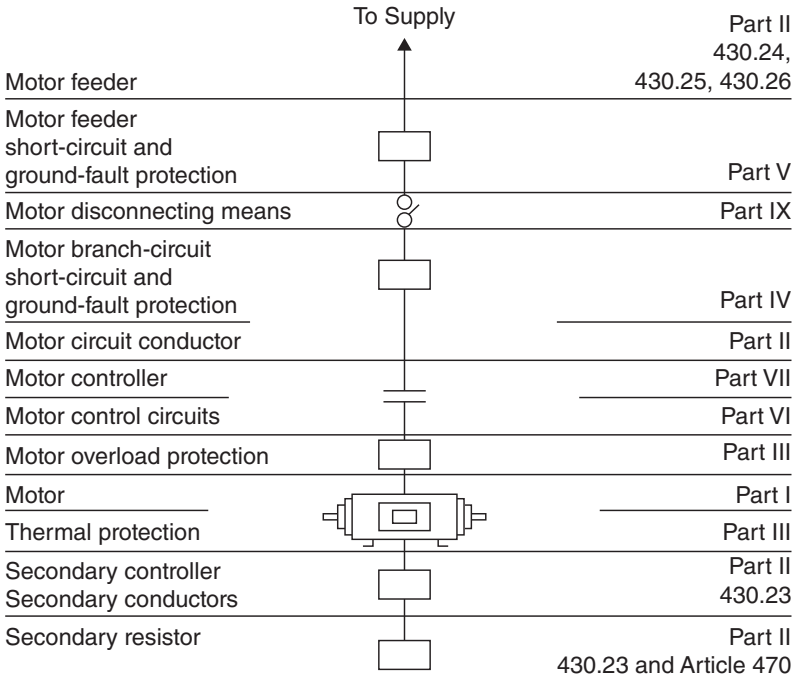 To Supply
Part II
430.24,
Motor feeder 430.25, 430.26
Motor feeder
short-circuit and
ground-fault protection Part V
Motor disconnecting means Part IX
Motor branch-circuit
short-circuit and
ground-fault protection Part IV
Motor circuit conductor Part II
Motor controller Part VII
Motor control circuits Part VI
Motor overload protection Part III
Motor Part I
Thermal protection Part III
Secondary controller Part II
Secondary conductors 430.23
Secondary resistor Part II
430.23 and Article 470